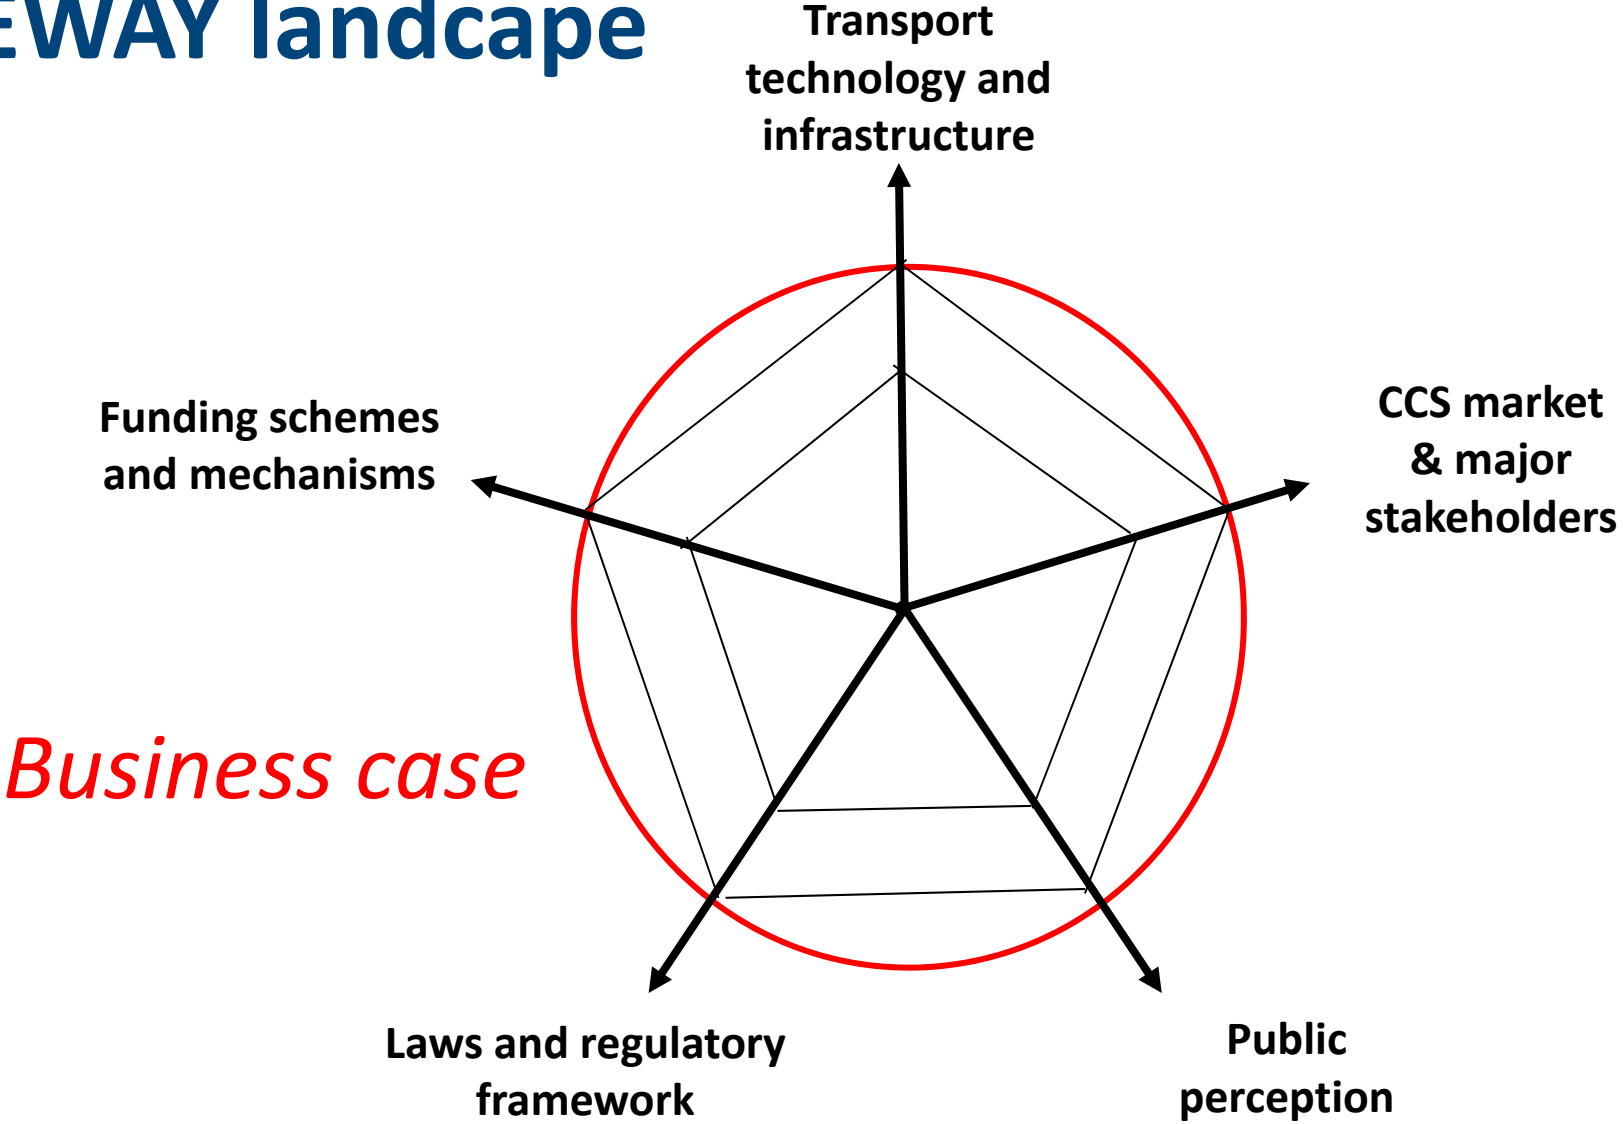 EWAY landcape
Transport
technology and
infrastructure
CCS market
& major
stakeholders
Funding schemes
and mechanisms
Business case
Laws and regulatory
framework
Public
perception